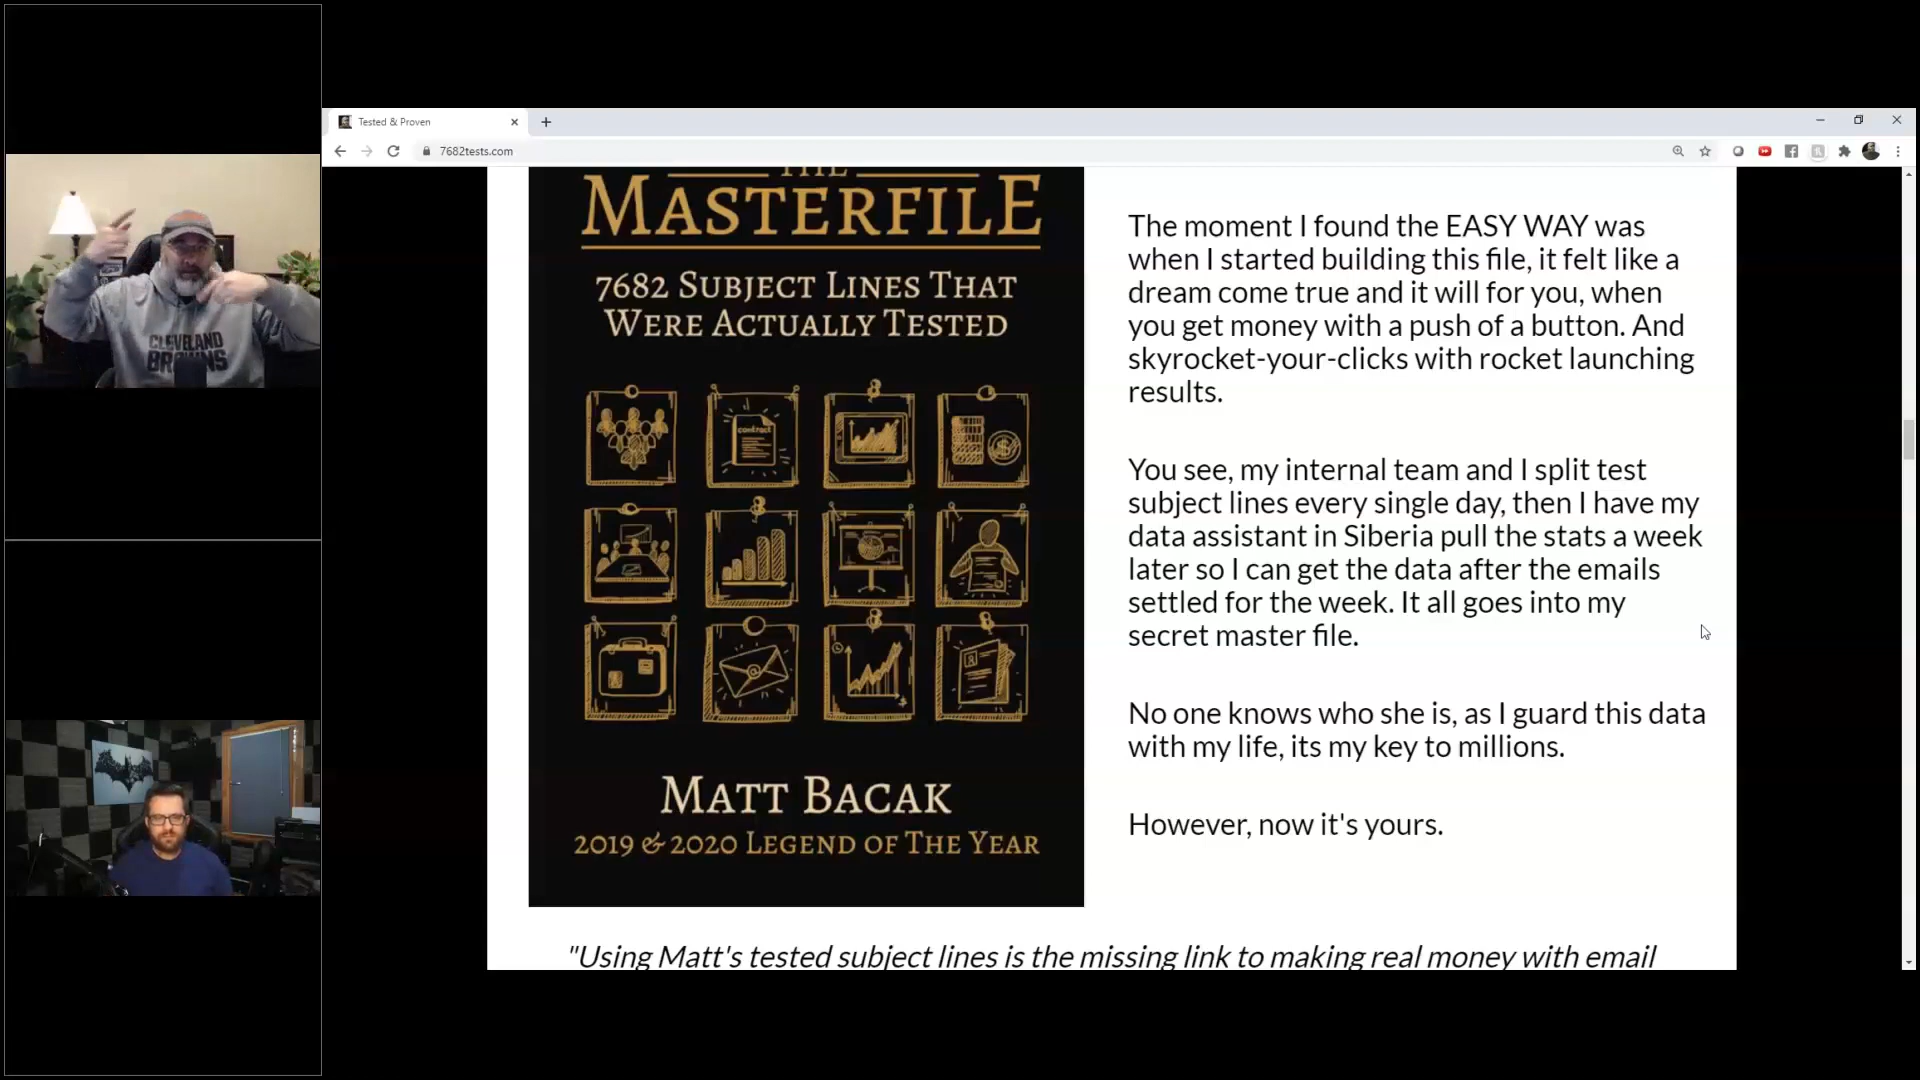 Tested & Proven
7682tests.com
THE
MASTERFILE
7682 SUBJECT LINES THAT
WERE ACTUALLY TESTED
contract
MATT BACAK
2019 & 2020 LEGEND OF THE YEAR
The moment I found the EASY WAY was
when I started building this file, it felt like a
dream come true and it will for you, when
you get money with a push of a button. And
skyrocket-your-clicks with rocket launching
results.
You see, my internal team and I split test
subject lines every single day, then I have my
data assistant in Siberia pull the stats a week
later so I can get the data after the emails
settled for the week. It all goes into my
secret master file.
No one knows who she is, as I guard this data
with my life, its my key to millions.
However, now it's yours.
"Using Matt's tested subject lines is the missing link to making real money with email
CLEVELAND
BROWNS